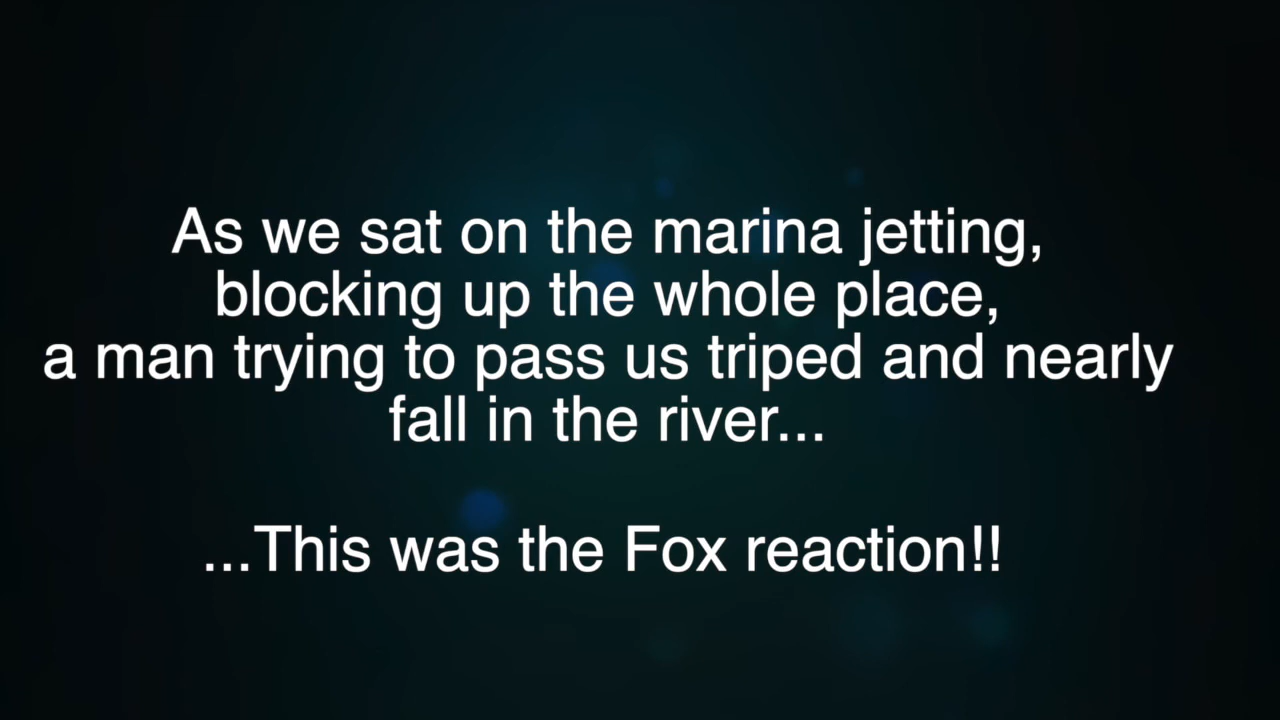 As we sat on the marina jetting,
blocking up the whole place,
a man trying to pass us triped and nearly
fall in the river...
...This was the Fox reaction!!